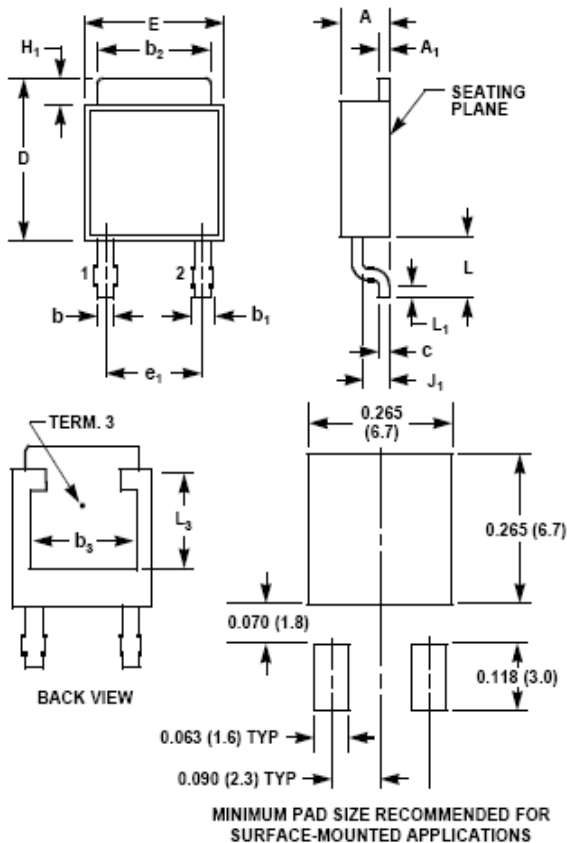 E
A
H₁
b₂
A₁
SEATING
PLANE
D
1
2
L
b
b₁
L₁
e₁
c
J₁
TERM. 3
0.265
(6.7)
L₃
b₃
0.265 (6.7)
0.070 (1.8)
0.118 (3.0)
BACK VIEW
0.063 (1.6) TYP
0.090 (2.3) TYP
MINIMUM PAD SIZE RECOMMENDED FOR
SURFACE-MOUNTED APPLICATIONS